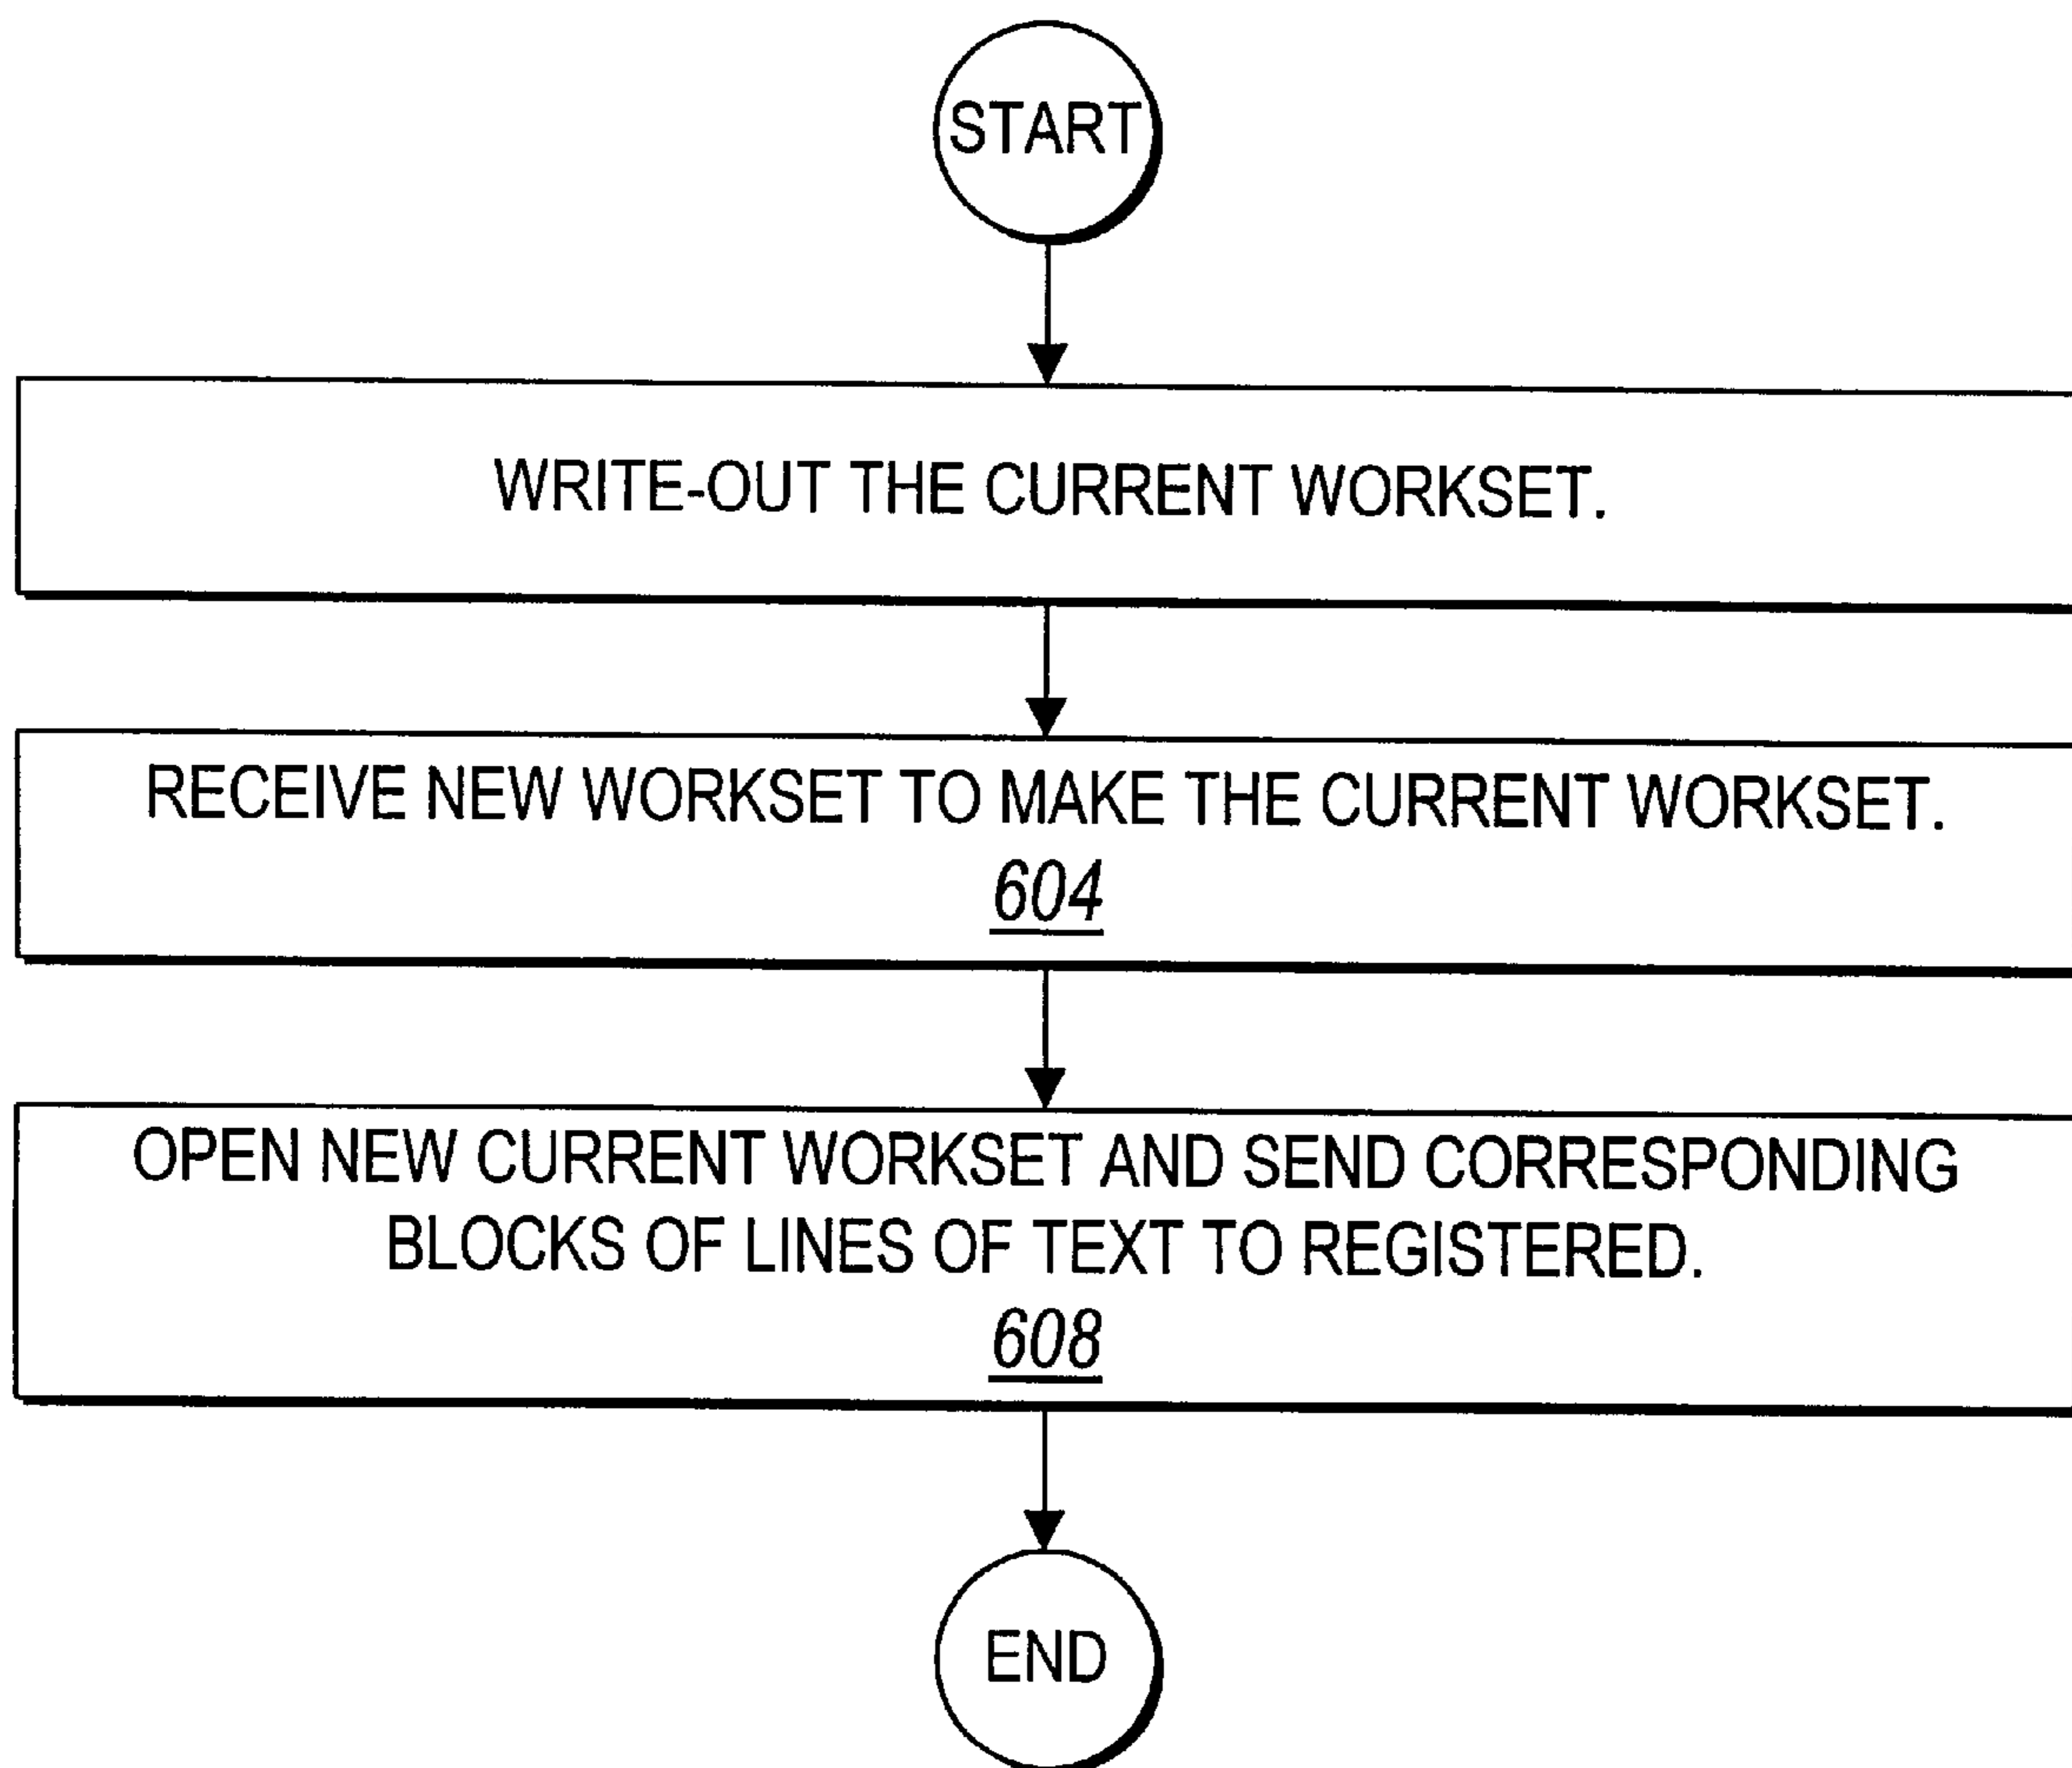 START
WRITE-OUT THE CURRENT WORKSET.
RECEIVE NEW WORKSET TO MAKE THE CURRENT WORKSET.
604
OPEN NEW CURRENT WORKSET AND SEND CORRESPONDING
BLOCKS OF LINES OF TEXT TO REGISTERED.
608
END